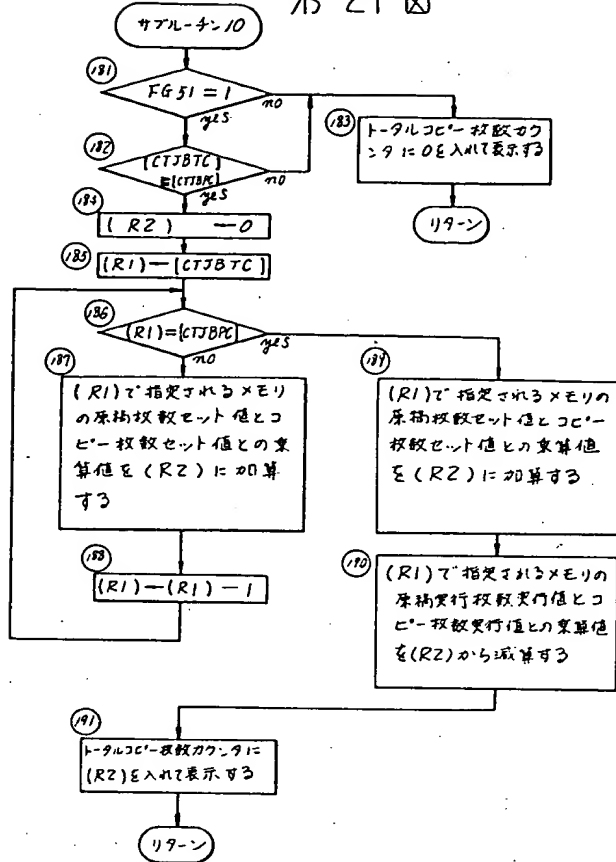 第21図
サブルーチン10
181
FG51=1
no
yes
182
[CTJBTC]
≧[CTJBPC]
no
yes
183
トータルコピー枚数カウ
ンタに0を入れて表示する
リターン
184
(R2) ←0
185
(R1)←[CTJBTC]
186
(R1)=[CTJBPC]
yes
no
187
(R1)で指定されるメモリ
の原稿枚数セット値とコ
ピー枚数セット値との乗
算値を(R2)に加算
する
188
(R1)←(R1)-1
189
(R1)で指定されるメモリの
原稿枚数セット値とコピー
枚数セット値との乗算値
を(R2)に加算する
190
(R1)で指定されるメモリの
原稿実行枚数実行値とコ
ピー枚数実行値との乗算値
を(R2)から減算する
191
トータルコピー枚数カウンタに
(R2)を入れて表示する
リターン